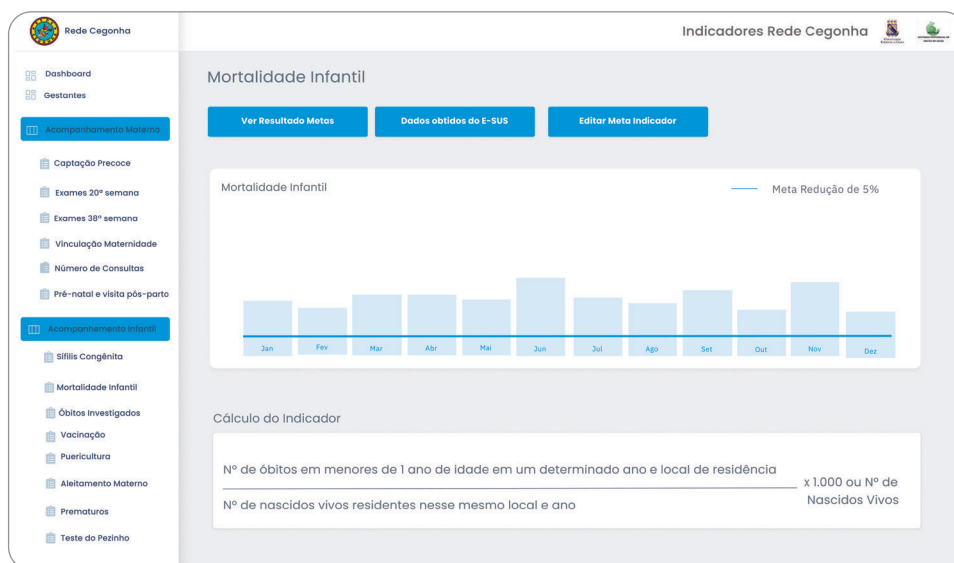 Rede Cegonha
Indicadores Rede Cegonha
Dashboard
Gestantes
Acompanhamento Materno
Captação Precoce
Exames 20ª semana
Exames 38ª semana
Vinculação Maternidade
Número de Consultas
Pré-natal e visita pós-parto
Acompanhemento infantil
Sífilis Congênita
Mortalidade Infantil
Óbitos Investigados
Vacinação
Puericultura
Aleitamento Materno
Prematuros
Teste do Pezinho
Mortalidade Infantil
Ver Resultado Metas
Dados obtidos do E-SUS
Editar Meta Indicador
Mortalidade Infantil
Meta Redução de 5%
Jan Fev Mar Abr Mai Jun Jul Ago Set Out Nov Dez
Cálculo do Indicador
Nº de óbitos em menores de 1 ano de idade em um determinado ano e local de residência
Nº de nascidos vivos residentes nesse mesmo local e ano
x 1.000 ou Nº de
Nascidos Vivos